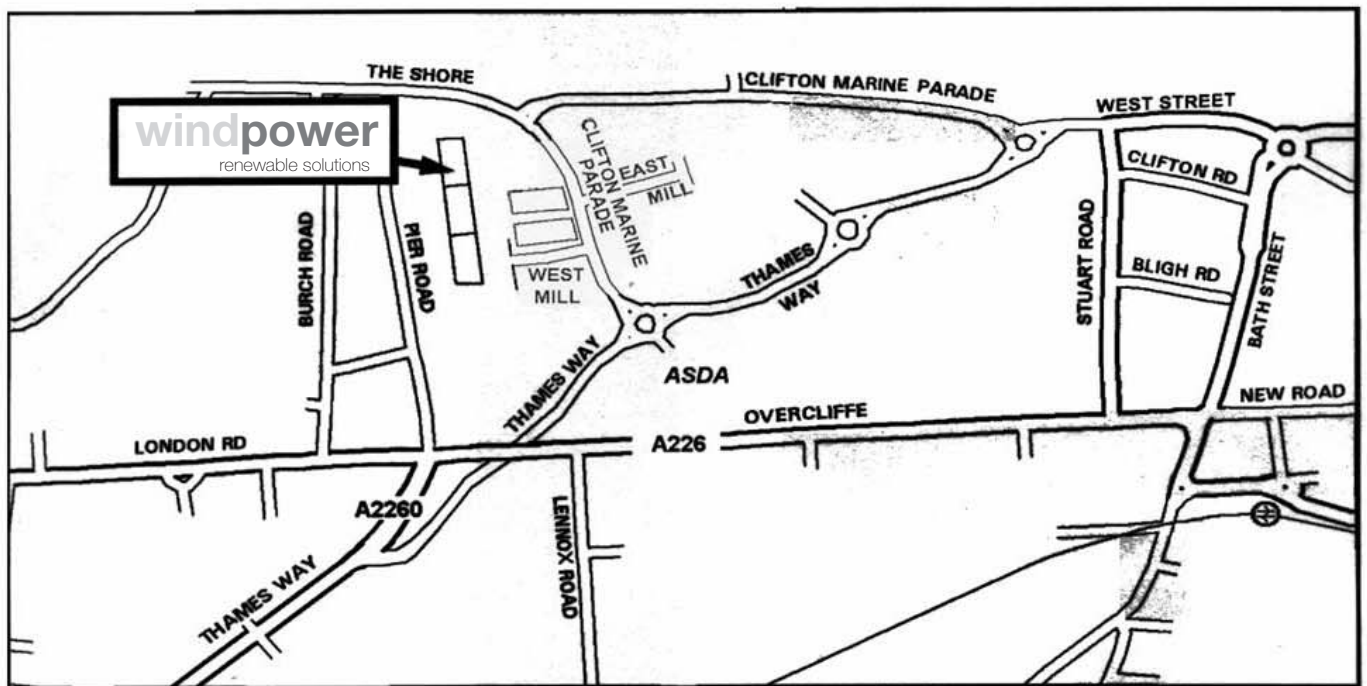 THE SHORE
CLIFTON MARINE PARADE
WEST STREET
windpower
renewable solutions
CLIFTON MARINE
PARADE
EAST
MILL
CLIFTON RD
BURCH ROAD
PIER ROAD
WEST
MILL
THAMES
WAY
STUART ROAD
BLIGH RD
BATH STREET
THAMES WAY
ASDA
NEW ROAD
OVERCLIFFE
LONDON RD
A226
A2260
LENNOX ROAD
THAMES WAY